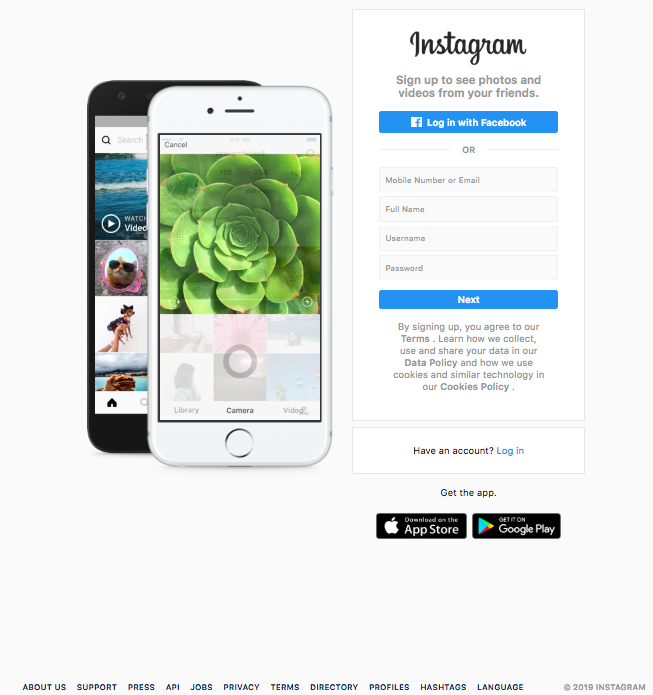 Search
WATCH
Video
Cancel
Library
Camera
Video
Instagram
Sign up to see photos and
videos from your friends.
Log in with Facebook
OR
Mobile Number or Email
Full Name
Username
Password
Next
By signing up, you agree to our
Terms . Learn how we collect,
use and share your data in our
Data Policy and how we use
cookies and similar technology in
our Cookies Policy .
Have an account? Log in
Get the app.
Download on the
App Store
GET IT ON
Google Play
ABOUT US SUPPORT PRESS API JOBS PRIVACY TERMS DIRECTORY PROFILES HASHTAGS LANGUAGE © 2019 INSTAGRAM